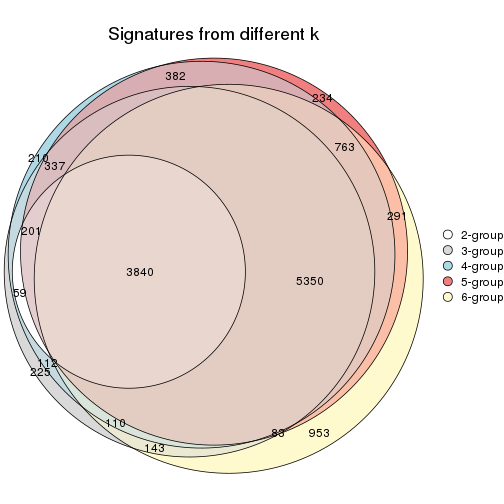 Signatures from different k
382
234
763
210
337
291
201
2-group
3-group
4-group
5-group
6-group
3840
5350
59
112
225
110
83
953
143